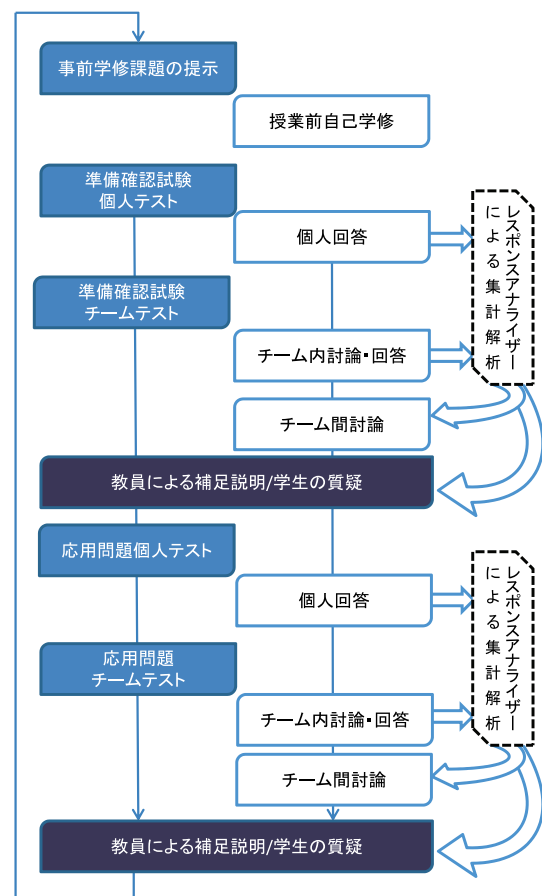 事前学修課題の提示
授業前自己学修
準備確認試験
個人テスト
個人回答
レスポンスアナライザー
による集計解析
準備確認試験
チームテスト
チーム内討論・回答
チーム間討論
教員による補足説明/学生の質疑
応用問題個人テスト
個人回答
レスポンスアナライザー
による集計解析
応用問題
チームテスト
チーム内討論・回答
チーム間討論
教員による補足説明/学生の質疑